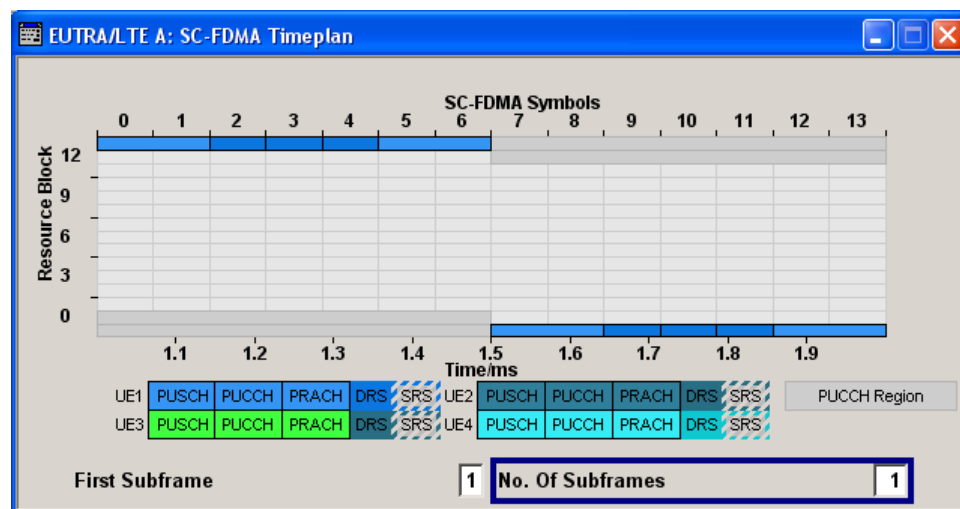 EUTRA/LTE A: SC-FDMA Timeplan
SC-FDMA Symbols
0 1 2 3 4 5 6 7 8 9 10 11 12 13
Resource Block
12
9
6
3
0
1.1 1.2 1.3 1.4 1.5 1.6 1.7 1.8 1.9
Time/ms
UE1 PUSCH PUCCH PRACH DRS SRS UE2 PUSCH PUCCH PRACH DRS SRS PUCCH Region
UE3 PUSCH PUCCH PRACH DRS SRS UE4 PUSCH PUCCH PRACH DRS SRS
First Subframe 1 No. Of Subframes 1